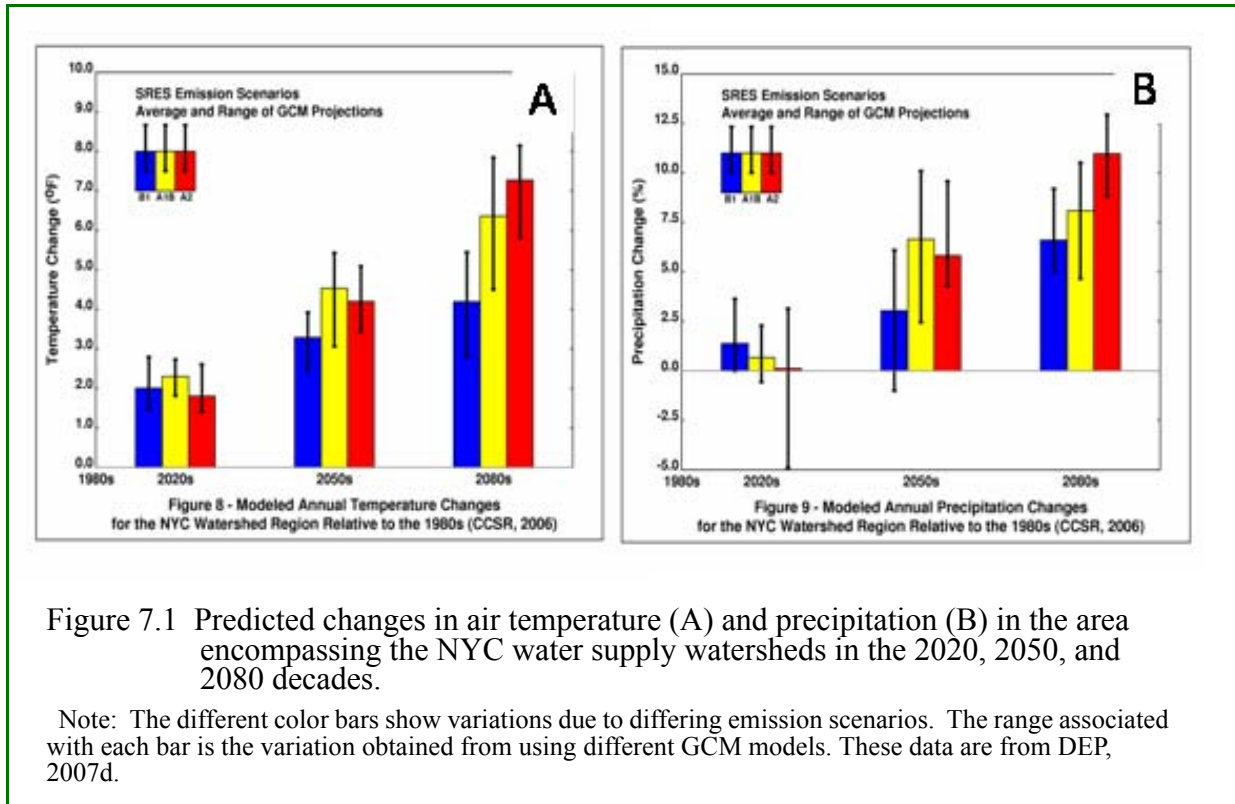 A
SRES Emission Scenarios
Average and Range of GCM Projections
B1 A1B A2
Temperature Change (ºF)
10.0
9.0
8.0
7.0
6.0
5.0
4.0
3.0
2.0
1.0
0.0
1980s 2020s 2050s 2080s
Figure 8 - Modeled Annual Temperature Changes
for the NYC Watershed Region Relative to the 1980s (CCSR, 2006)
B
SRES Emission Scenarios
Average and Range of GCM Projections
B1 A1B A2
Precipitation Change (%)
15.0
12.5
10.0
7.5
5.0
2.5
0.0
-2.5
-5.0
1980s 2020s 2050s 2080s
Figure 9 - Modeled Annual Precipitation Changes
for the NYC Watershed Region Relative to the 1980s (CCSR, 2006)
Figure 7.1 Predicted changes in air temperature (A) and precipitation (B) in the area
encompassing the NYC water supply watersheds in the 2020, 2050, and
2080 decades.
Note: The different color bars show variations due to differing emission scenarios. The range associated
with each bar is the variation obtained from using different GCM models. These data are from DEP,
2007d.